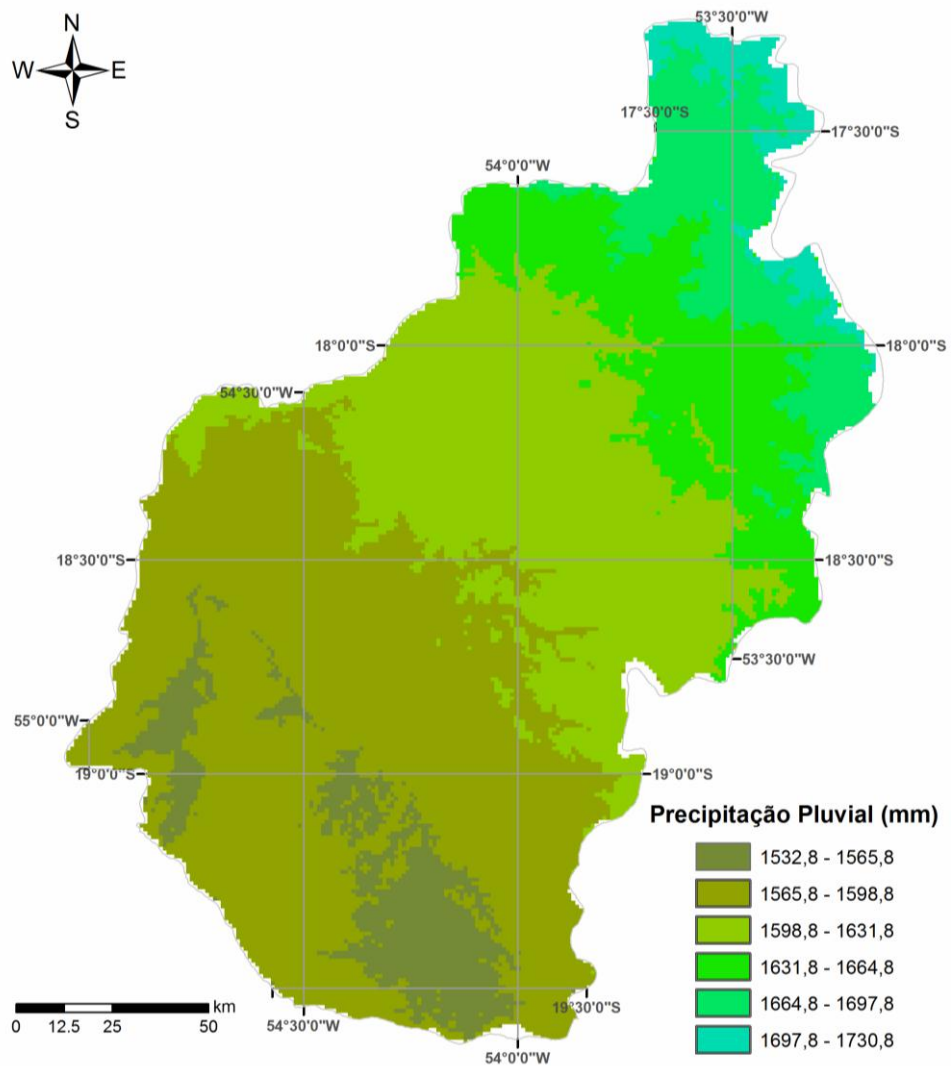 53°30'0"W
N
W
E
S
17°30'0"S
17°30'0"S
54°0'0"W
18°0'0"S
18°0'0"S
54°30'0"W
18°30'0"S
18°30'0"S
53°30'0"W
55°0'0"W
19°0'0"S
19°0'0"S
Precipitação Pluvial (mm)
1532,8 - 1565,8
1565,8 - 1598,8
1598,8 - 1631,8
1631,8 - 1664,8
1664,8 - 1697,8
1697,8 - 1730,8
km
0 12.5 25 50
19°30'0"S
54°30'0"W
54°0'0"W